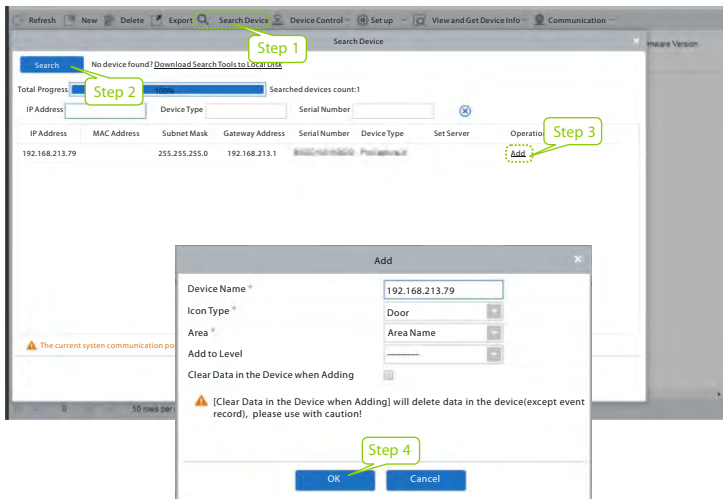 Refresh New Delete Export Search Device Device Control Set up View and Get Device Info Communication
Step 1
Search Device
mware Version
Search No device found? Download Search Tools to Local Disk
Step 2
Total Progress 100% Searched devices count:1
IP Address Device Type Serial Number
IP Address MAC Address Subnet Mask Gateway Address Serial Number Device Type Set Server Operation
Step 3
192.168.213.79 255.255.255.0 192.168.213.1 Add
Add
Device Name * 192.168.213.79
Icon Type * Door
Area * Area Name
Add to Level ----------
Clear Data in the Device when Adding
The current systen communication po
[Clear Data in the Device when Adding] will delete data in the device(except event
record), please use with caution!
50 rows per
Step 4
OK Cancel